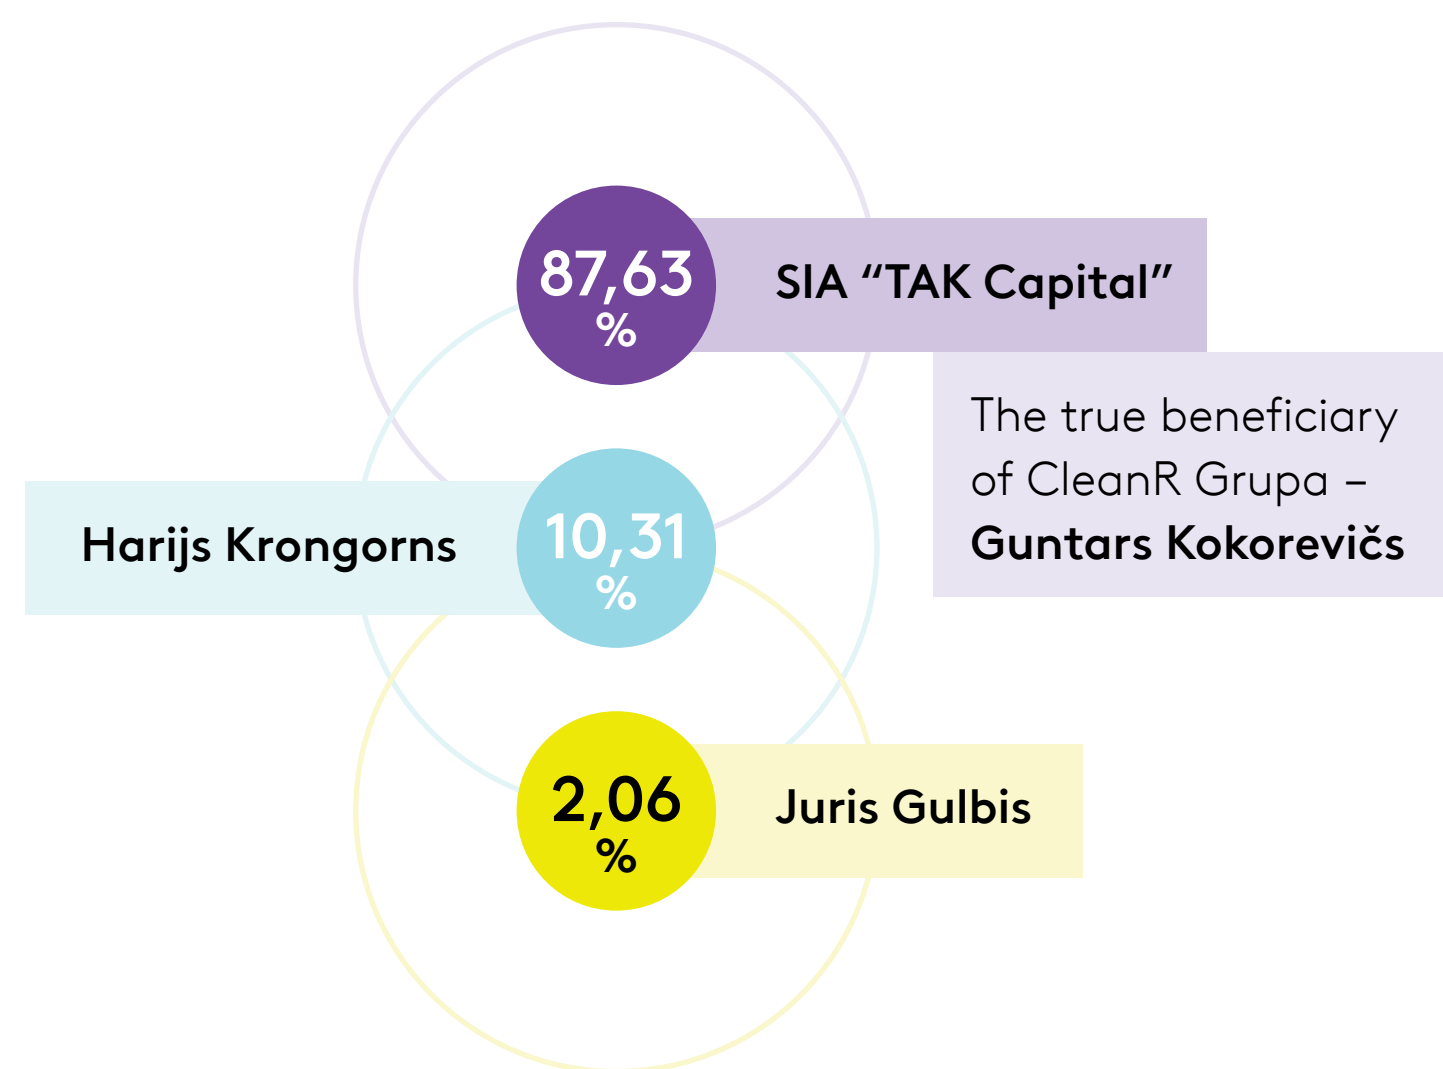 87,63
%
SIA “TAK Capital”
The true beneficiary
of CleanR Grupa –
Guntars Kokorevičs
Harijs Krongorns
10,31
%
2,06
%
Juris Gulbis